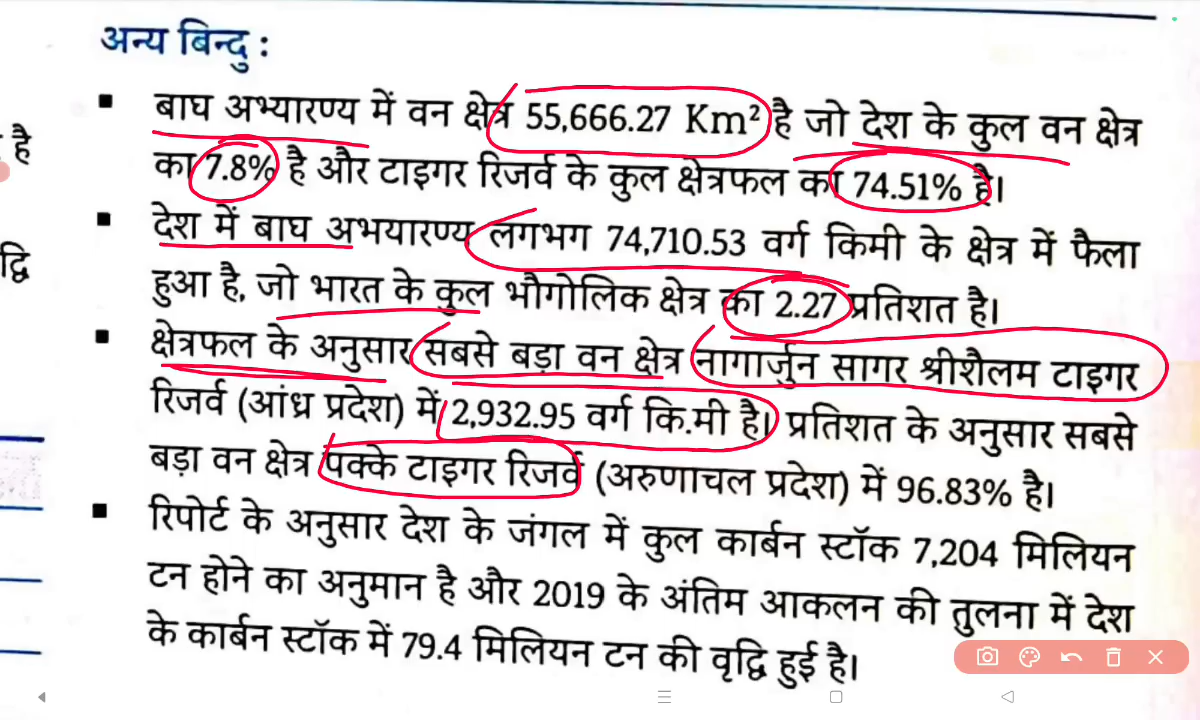 अन्य बिन्दु :
है
▪ बाघ अभ्यारण्य में वन क्षेत्र 55,666.27 Km² है जो देश के कुल वन क्षेत्र
का 7.8% है और टाइगर रिजर्व के कुल क्षेत्रफल का 74.51% है।
▪ देश में बाघ अभयारण्य लगभग 74,710.53 वर्ग किमी के क्षेत्र में फैला
द्धि
हुआ है, जो भारत के कुल भौगोलिक क्षेत्र का 2.27 प्रतिशत है।
▪ क्षेत्रफल के अनुसार सबसे बड़ा वन क्षेत्र नागार्जुन सागर श्रीशैलम टाइगर
रिजर्व (आंध्र प्रदेश) में 2,932.95 वर्ग कि.मी है। प्रतिशत के अनुसार सबसे
बड़ा वन क्षेत्र पक्के टाइगर रिजर्व (अरुणाचल प्रदेश) में 96.83% है।
▪ रिपोर्ट के अनुसार देश के जंगल में कुल कार्बन स्टॉक 7,204 मिलियन
टन होने का अनुमान है और 2019 के अंतिम आकलन की तुलना में देश
के कार्बन स्टॉक में 79.4 मिलियन टन की वृद्धि हुई है।